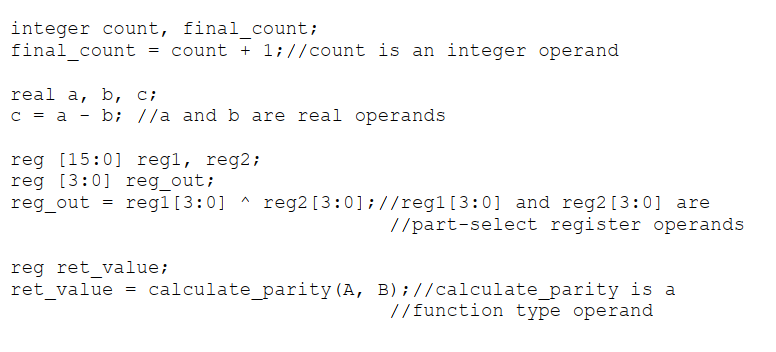 integer count, final_count;
final_count = count + 1;//count is an integer operand
real a, b, c;
c = a - b; //a and b are real operands
reg [15:0] reg1, reg2;
reg [3:0] reg_out;
reg_out = reg1[3:0] ^ reg2[3:0];//reg1[3:0] and reg2[3:0] are
//part-select register operands
reg ret_value;
ret_value = calculate_parity(A, B);//calculate_parity is a
//function type operand